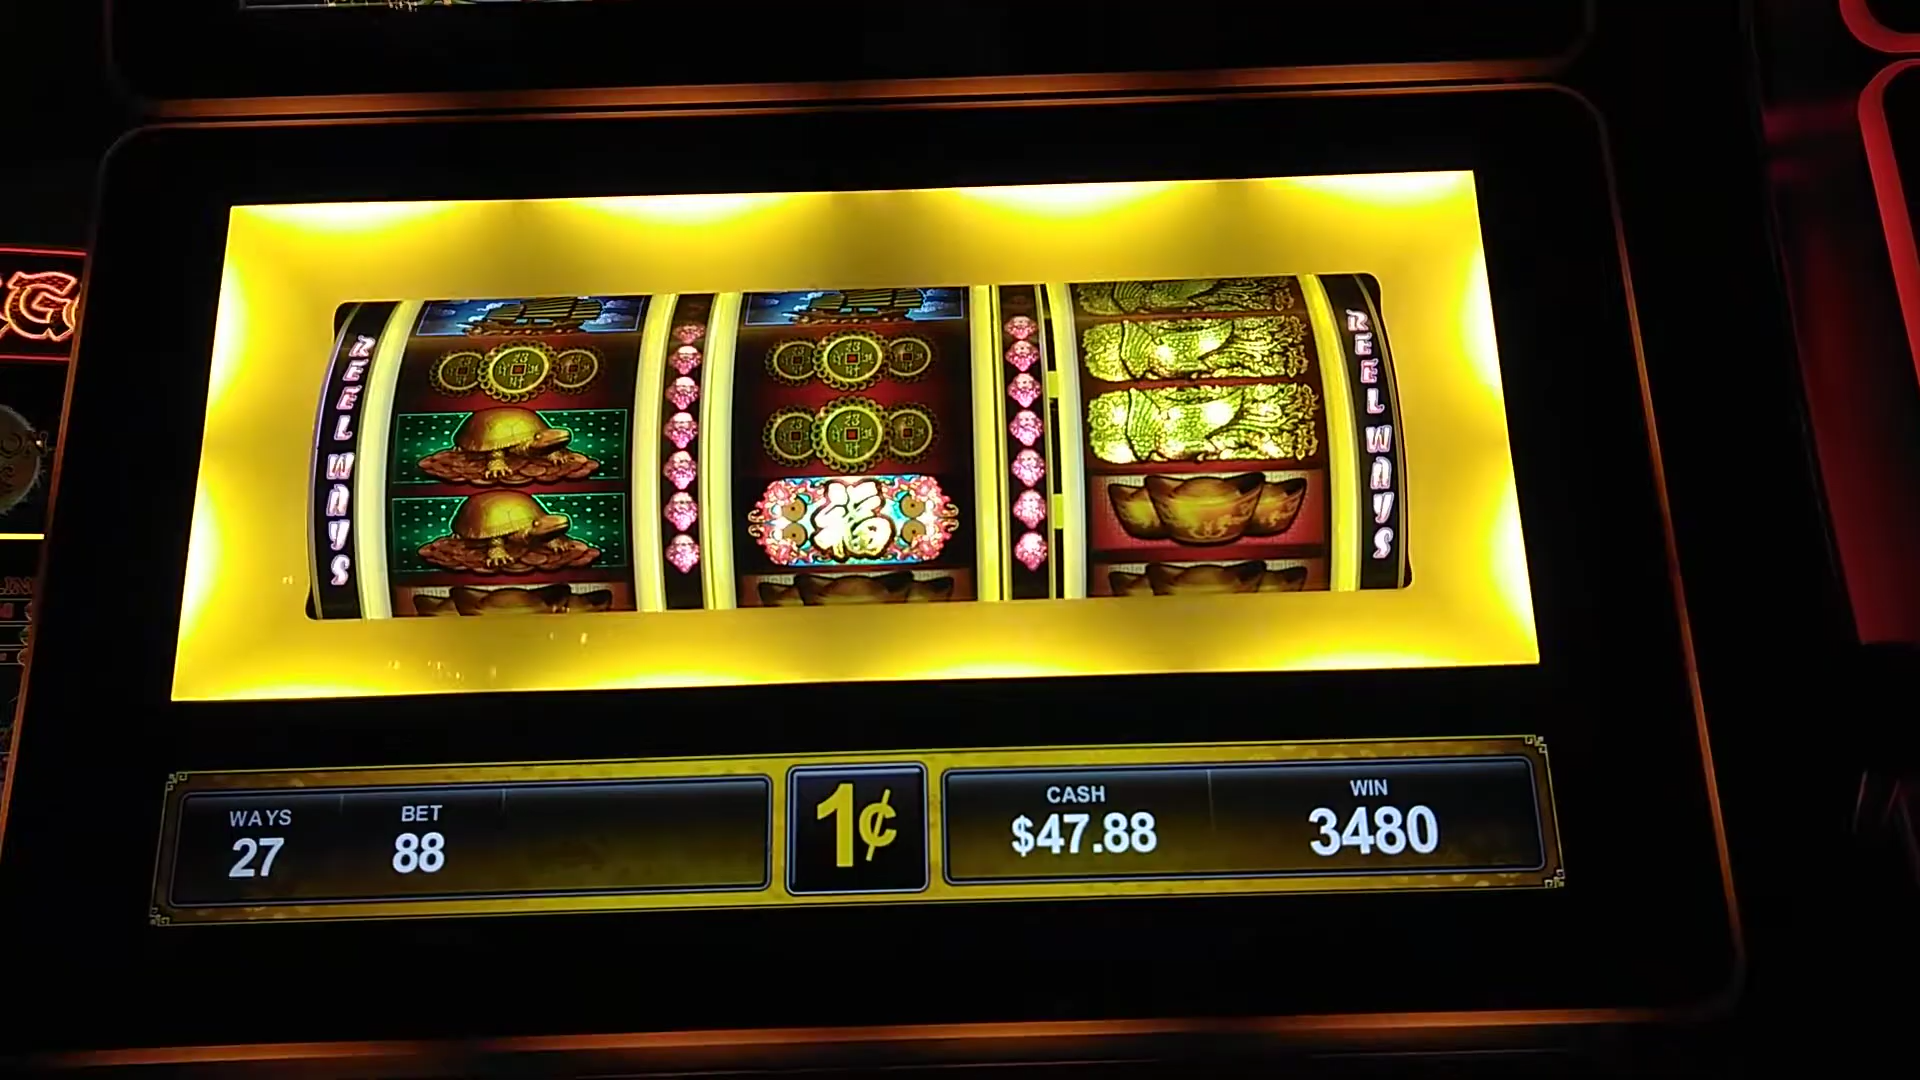 REEL WAYS
REEL WAYS
福
WAYS
27
BET
88
1¢
CASH
$47.88
WIN
3480